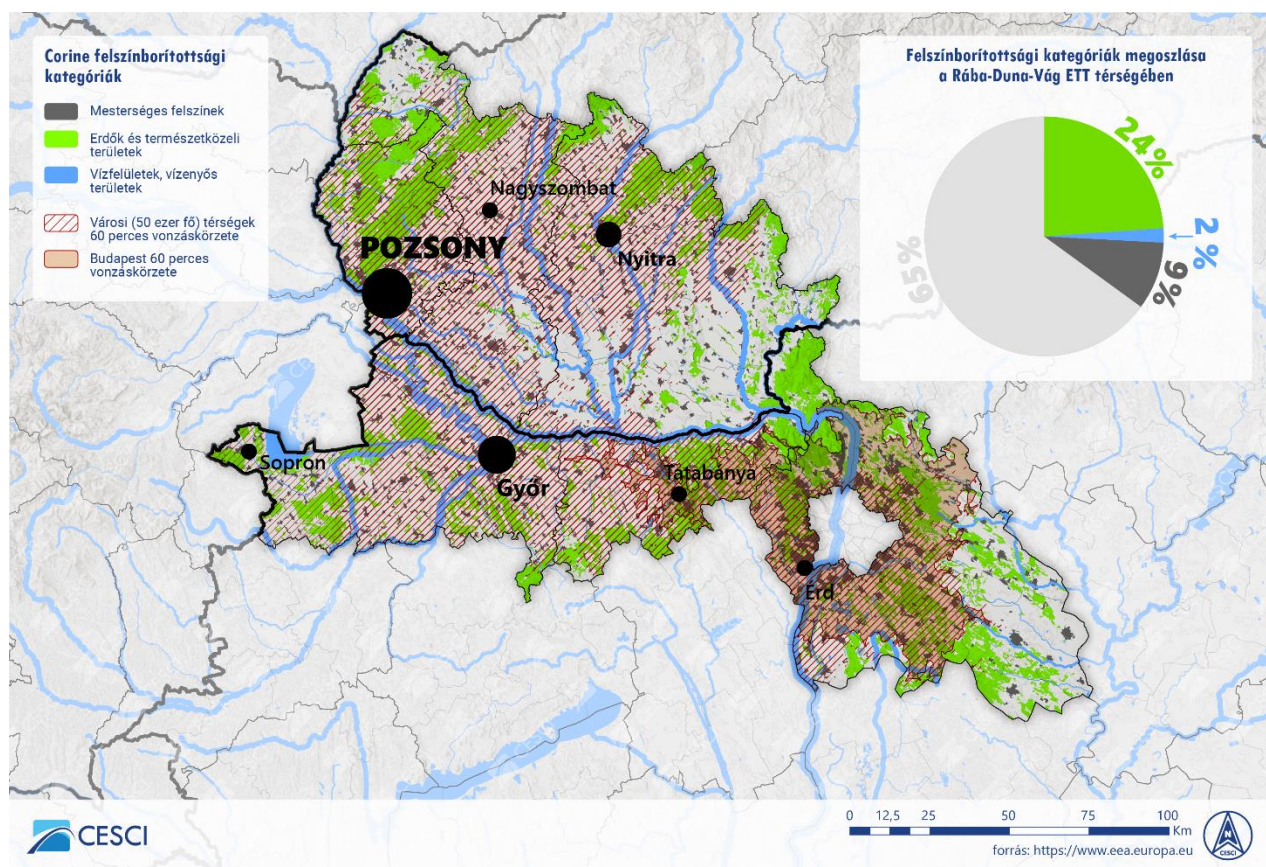 Corine felszínborítottsági
kategóriák
Mesterséges felszínek
Erdők és természetközeli
területek
Vízfelületek, vízenyős
területek
Városi (50 ezer fő) térségek
60 perces vonzáskörzete
Budapest 60 perces
vonzáskörzete
Felszínborítottsági kategóriák megoszlása
a Rába-Duna-Vág ETT térségében
24%
2 %
9%
65%
Nagyszombat
POZSONY
Nyitra
Sopron
Győr
Tatabánya
Érd
CESCI
0 12,5 25 50 75 100
Km
forrás: https://www.eea.europa.eu
N
CESCI